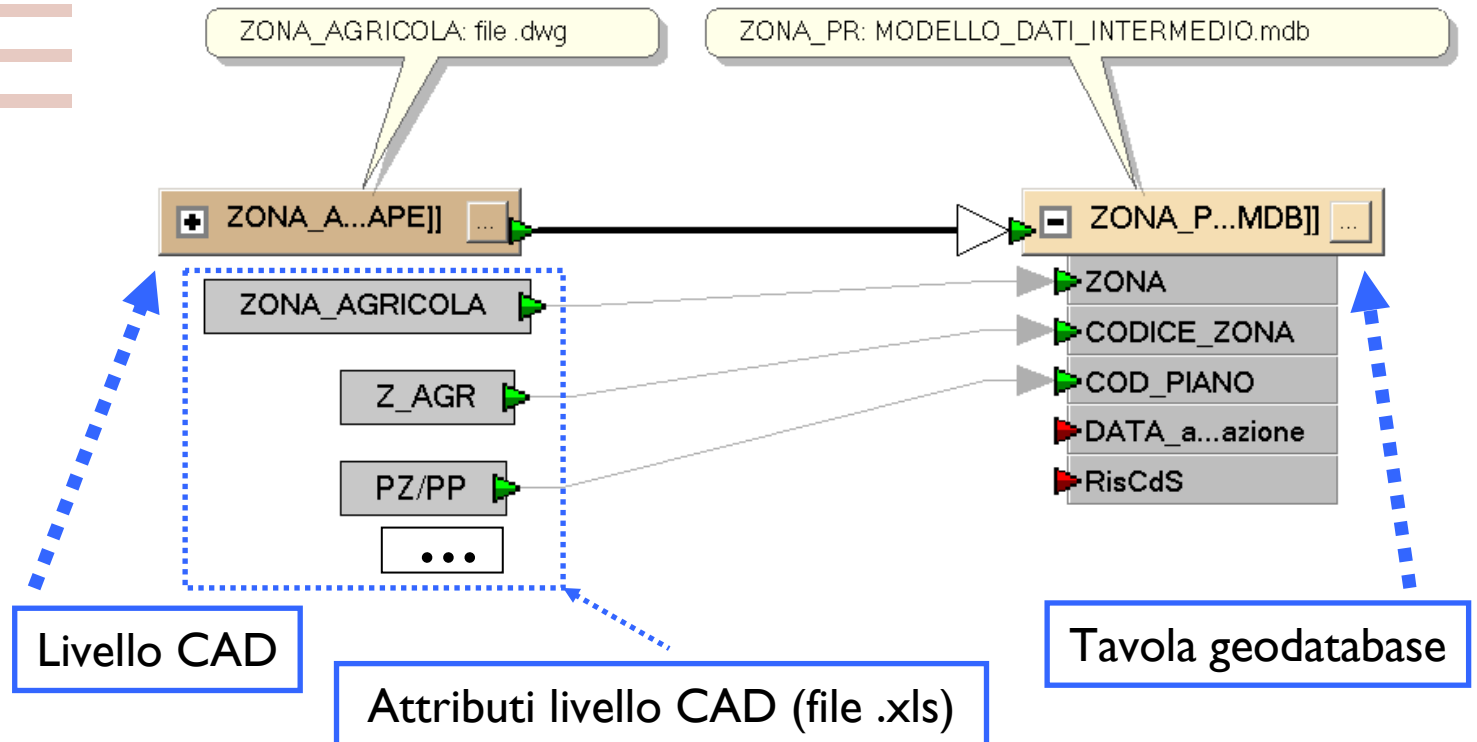 ZONA_AGRICOLA: file .dwg
ZONA_PR: MODELLO_DATI_INTERMEDIO.mdb
ZONA_A...APE]] ...
ZONA_P...MDB]] ...
ZONA_AGRICOLA
Z_AGR
PZ/PP
...
ZONA
CODICE_ZONA
COD_PIANO
DATA_a...azione
RisCdS
Livello CAD
Attributi livello CAD (file .xls)
Tavola geodatabase